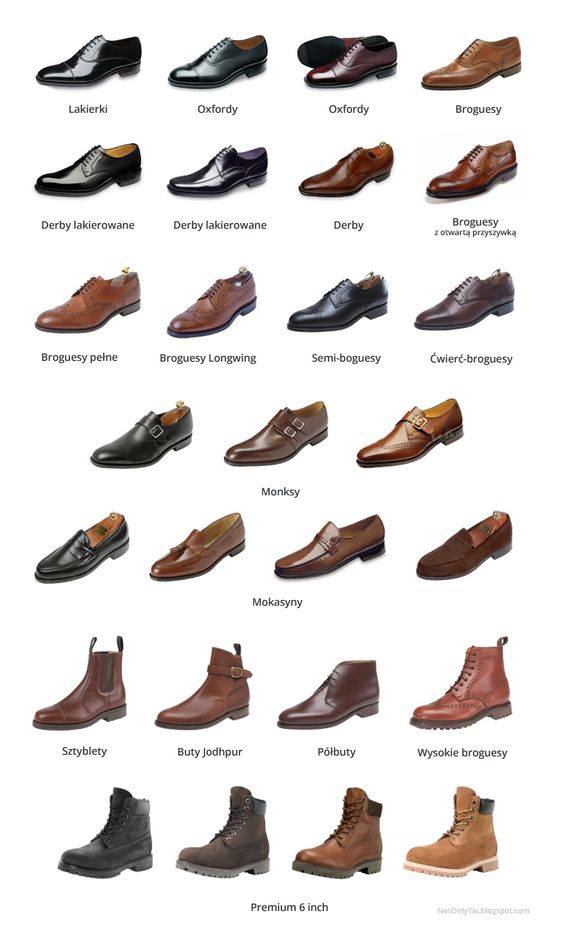 Lakierki
Oxfordy
Oxfordy
Broguesy
Derby lakierowane
Derby lakierowane
Derby
Broguesy
z otwartą przyszywką
Broguesy pełne
Broguesy Longwing
Semi-boguesy
Ćwierć-broguesy
Monksy
Mokasyny
Sztyblety
Buty Jodhpur
Półbuty
Wysokie broguesy
Premium 6 inch
NotOnlyTie.blogspot.com